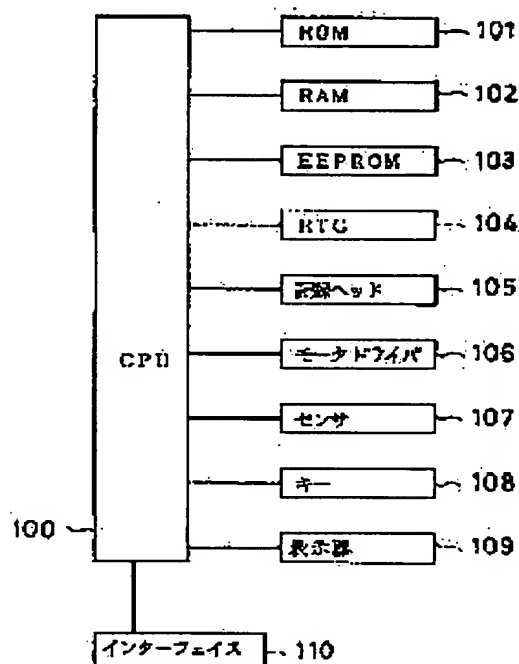 ROM 101
RAM 102
EEPROM 103
RTC 104
記録ヘッド 105
CPU
モータドライバ 106
センサ 107
キー 108
100
表示器 109
インターフェイス 110